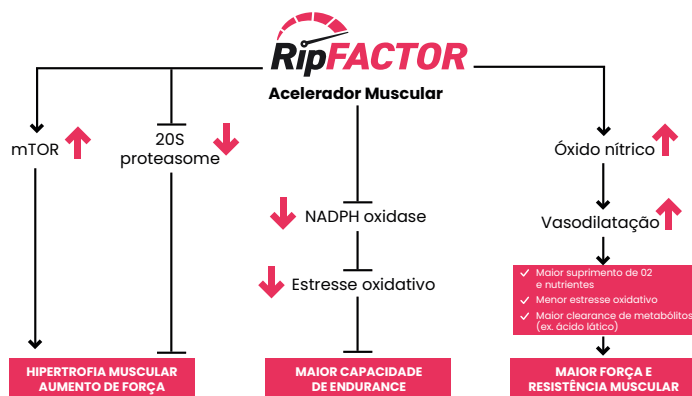 RipFACTOR
Acelerador Muscular
mTOR
20S
proteasome
NADPH oxidase
Estresse oxidativo
Óxido nítrico
Vasodilatação
Maior suprimento de 02
e nutrientes
Menor estresse oxidativo
Maior clearance de metabólitos
(ex. ácido lático)
HIPERTROFIA MUSCULAR
AUMENTO DE FORÇA
MAIOR CAPACIDADE
DE ENDURANCE
MAIOR FORÇA E
RESISTÊNCIA MUSCULAR